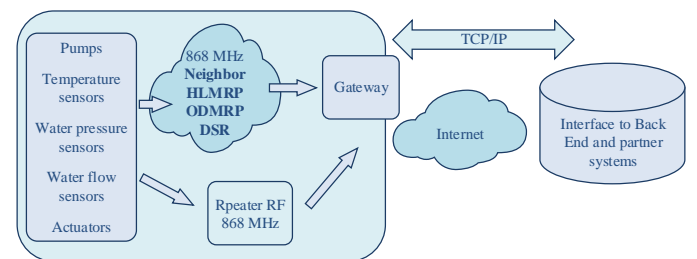 Pumps
Temperature
sensors
Water pressure
sensors
Water flow
sensors
Actuators
868 MHz
Neighbor
HLMRP
ODMRP
DSR
Rpeater RF
868 MHz
Gateway
TCP/IP
Internet
Interface to Back
End and partner
systems